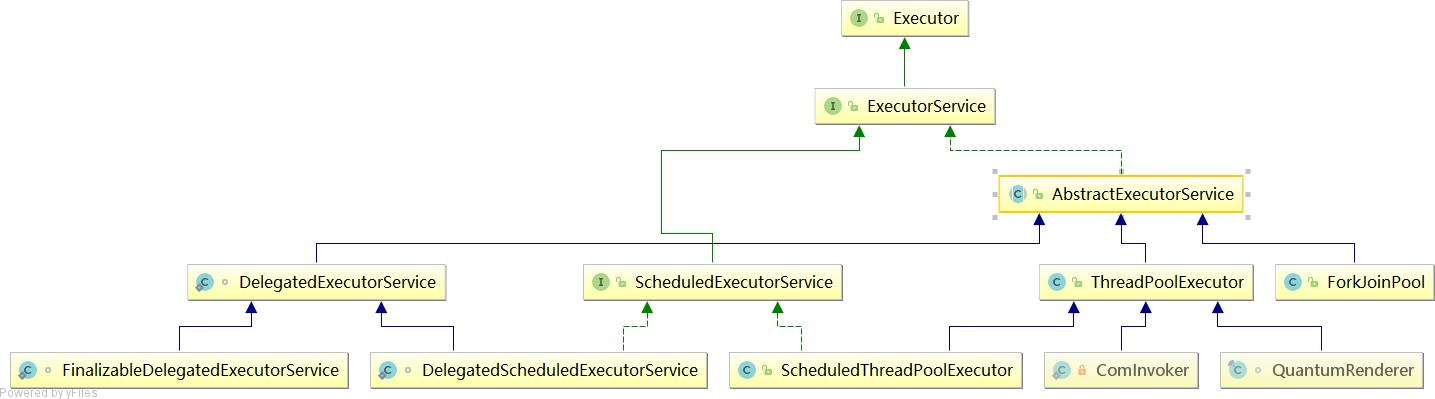 Executor
ExecutorService
AbstractExecutorService
DelegatedExecutorService
ScheduledExecutorService
ThreadPoolExecutor
ForkJoinPool
FinalizableDelegatedExecutorService
DelegatedScheduledExecutorService
ScheduledThreadPoolExecutor
ComInvoker
QuantumRenderer
Powered by yFiles